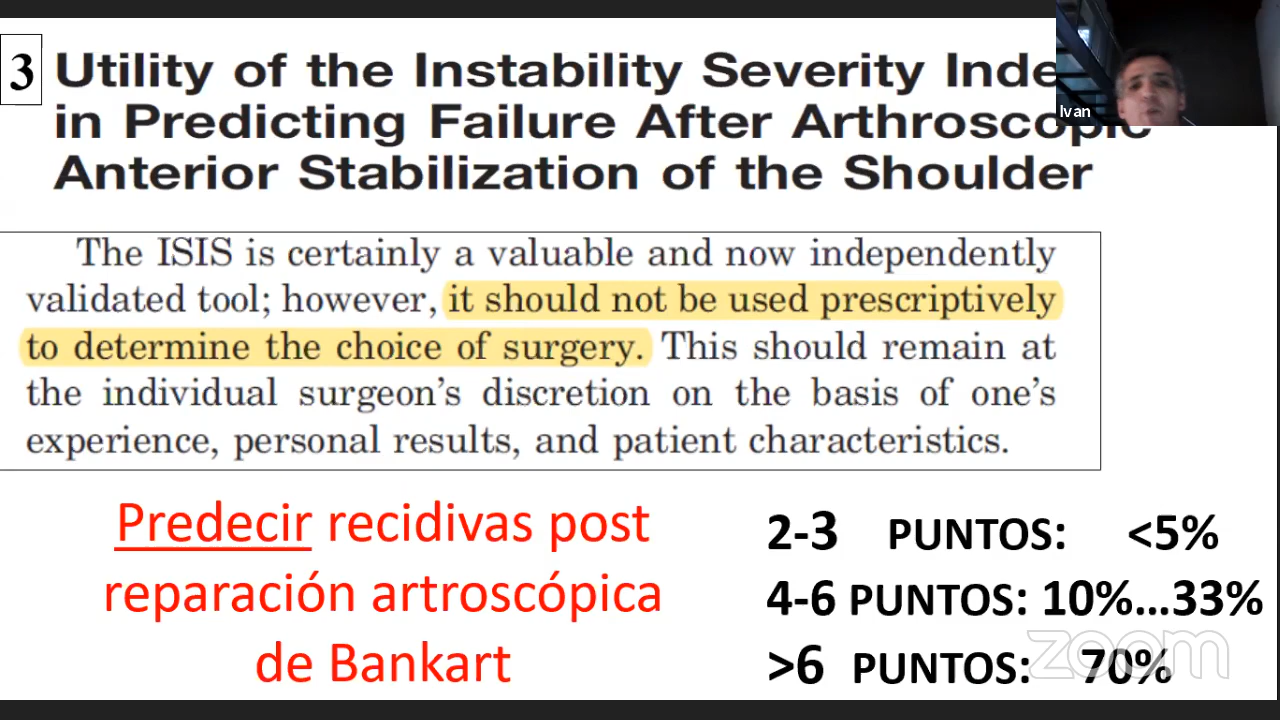 3 Utility of the Instability Severity Inde
in Predicting Failure After Arthroscopic
Anterior Stabilization of the Shoulder
Ivan
The ISIS is certainly a valuable and now independently
validated tool; however, it should not be used prescriptively
to determine the choice of surgery. This should remain at
the individual surgeon's discretion on the basis of one's
experience, personal results, and patient characteristics.
Predecir recidivas post
reparación artroscópica
de Bankart
2-3 PUNTOS: <5%
4-6 PUNTOS: 10%...33%
>6 PUNTOS: 70%
zoom